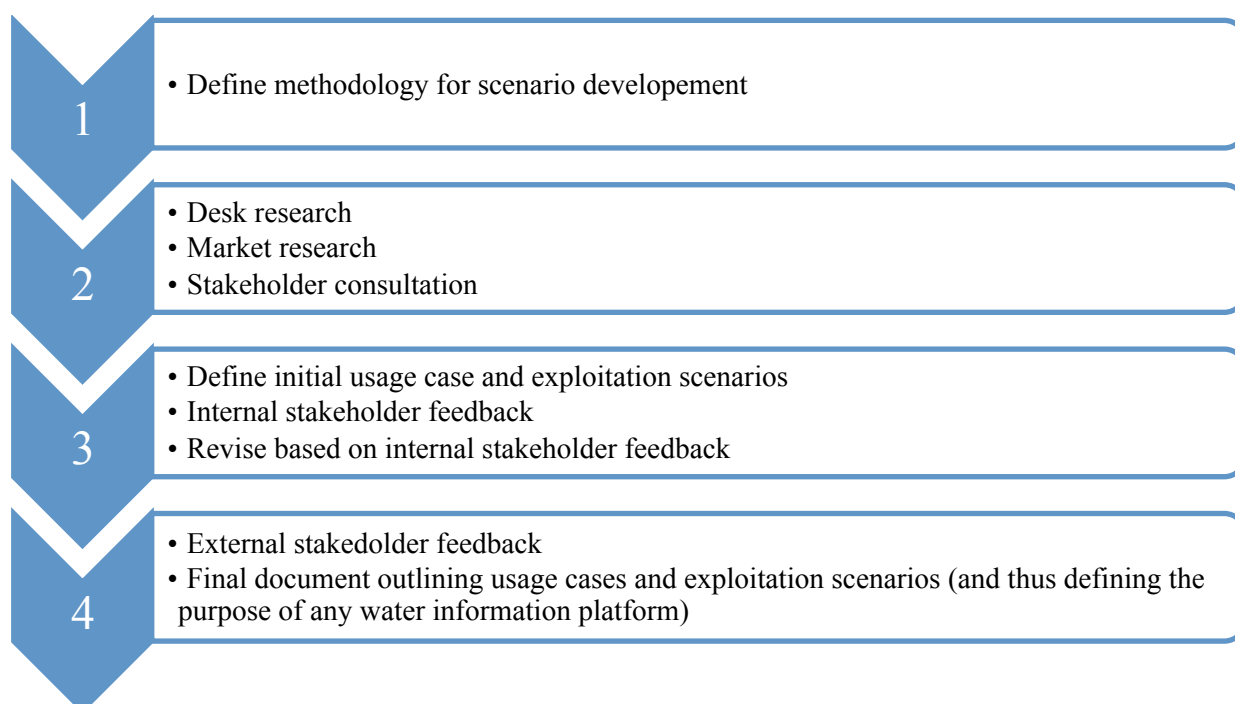 1
• Define methodology for scenario developement
2
• Desk research
• Market research
• Stakeholder consultation
3
• Define initial usage case and exploitation scenarios
• Internal stakeholder feedback
• Revise based on internal stakeholder feedback
4
• External stakedolder feedback
• Final document outlining usage cases and exploitation scenarios (and thus defining the
purpose of any water information platform)